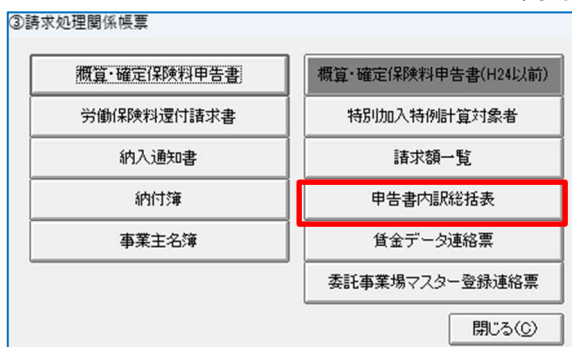 ③請求処理関係帳票
概算・確定保険料申告書
概算・確定保険料申告書(H24以前)
労働保険料還付請求書
特別加入特例計算対象者
納入通知書
請求額一覧
納付簿
申告書内訳総括表
事業主名簿
賃金データ連絡票
委託事業場マスター登録連絡票
閉じる(C)